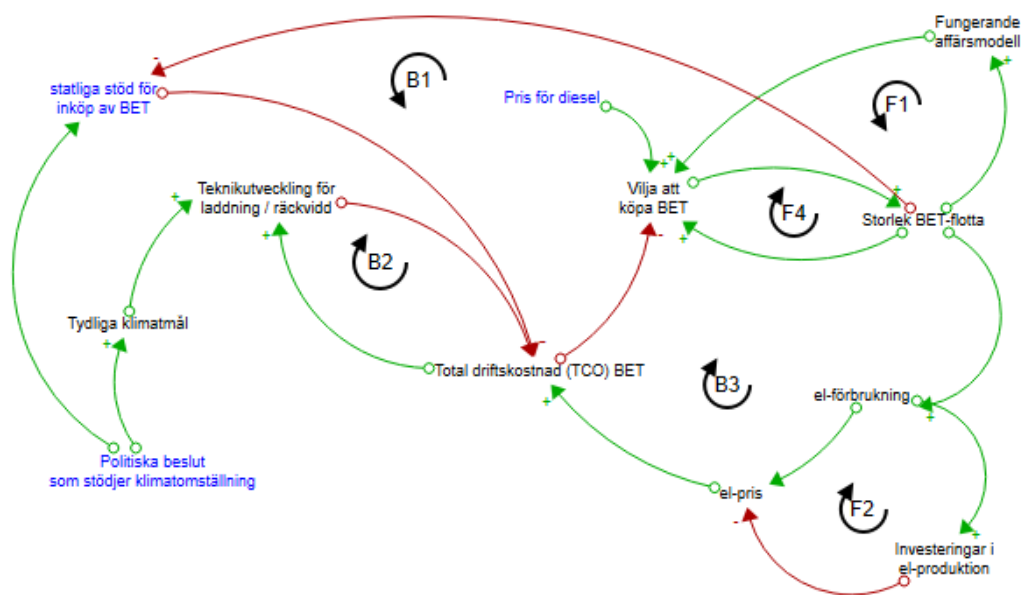 Fungerande
affärsmodell
+
-
B1
statliga stöd för
inköp av BET
Pris för diesel
F1
+
+
+
Teknikutveckling för
laddning / räckvidd
+
Vilja att
köpa BET
+
F4
Storlek BET-flotta
-
+
+
B2
Tydliga klimatmål
+
-
Total driftskostnad (TCO) BET
+
B3
el-förbrukning
+
Politiska beslut
som stödjer klimatomställning
el-pris
-
F2
+
Investeringar i
el-produktion